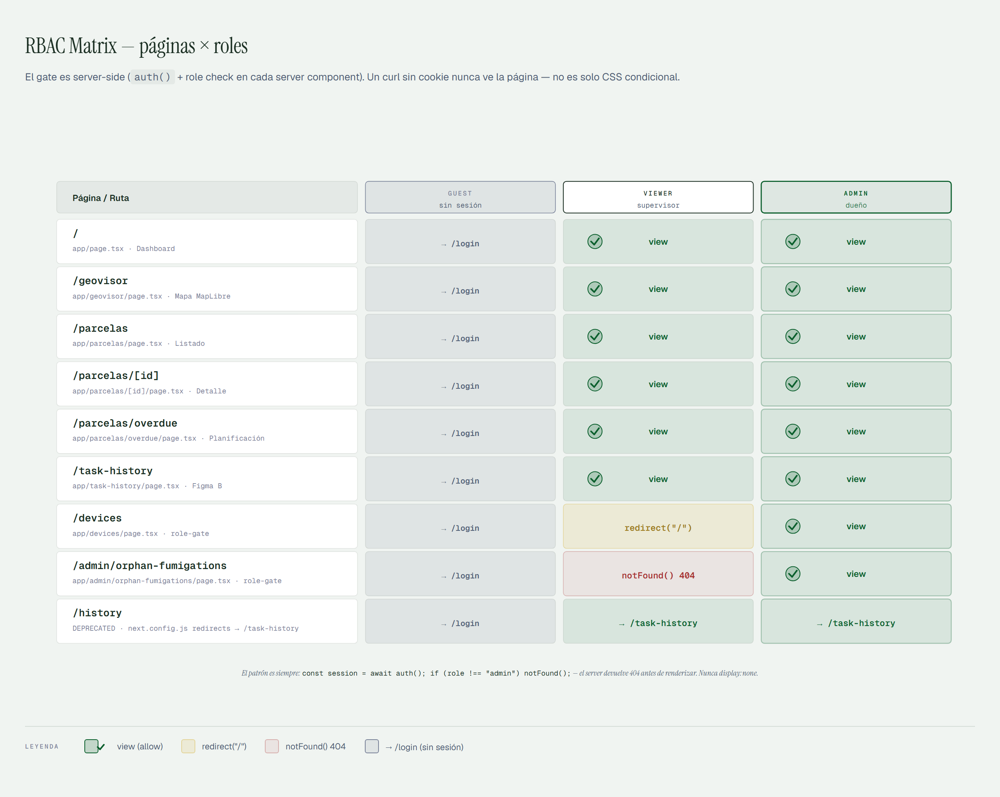 RBAC Matrix — páginas × roles
El gate es server-side ( auth() + role check en cada server component). Un curl sin cookie nunca ve la página — no es solo CSS condicional.
Página / Ruta
GUEST
sin sesión
VIEWER
supervisor
ADMIN
dueño
/
app/page.tsx · Dashboard
→ /login
view
view
/geovisor
app/geovisor/page.tsx · Mapa MapLibre
→ /login
view
view
/parcelas
app/parcelas/page.tsx · Listado
→ /login
view
view
/parcelas/[id]
app/parcelas/[id]/page.tsx · Detalle
→ /login
view
view
/parcelas/overdue
app/parcelas/overdue/page.tsx · Planificación
→ /login
view
view
/task-history
app/task-history/page.tsx · Figma B
→ /login
view
view
/devices
app/devices/page.tsx · role-gate
→ /login
redirect("/")
view
/admin/orphan-fumigations
app/admin/orphan-fumigations/page.tsx · role-gate
→ /login
notFound() 404
view
/history
DEPRECATED · next.config.js redirects → /task-history
→ /login
→ /task-history
→ /task-history
El patrón es siempre: const session = await auth(); if (role !== "admin") notFound(); — el server devuelve 404 antes de renderizar. Nunca display: none.
LEYENDA
view (allow)
redirect("/")
notFound() 404
→ /login (sin sesión)